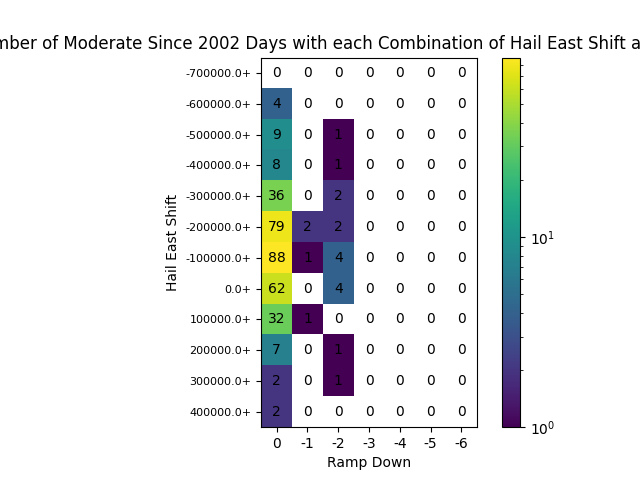 of Moderate Since 2002 Days with each Combination of Hail East Shift
-700000.0+ 0 0 0 0 0 0 0
-600000.0+ 4 0 0 0 0 0 0
-500000.0+ 9 0 1 0 0 0 0
-400000.0+ 8 0 1 0 0 0 0
-300000.0+ 36 0 2 0 0 0 0
-200000.0+ 79 2 2 0 0 0 0
-100000.0+ 88 1 4 0 0 0 0
0.0+ 62 0 4 0 0 0 0
100000.0+ 32 1 0 0 0 0 0
200000.0+ 7 0 1 0 0 0 0
300000.0+ 2 0 1 0 0 0 0
400000.0+ 2 0 0 0 0 0 0
0 -1 -2 -3 -4 -5 -6
Ramp Down
Hail East Shift
10¹
10⁰